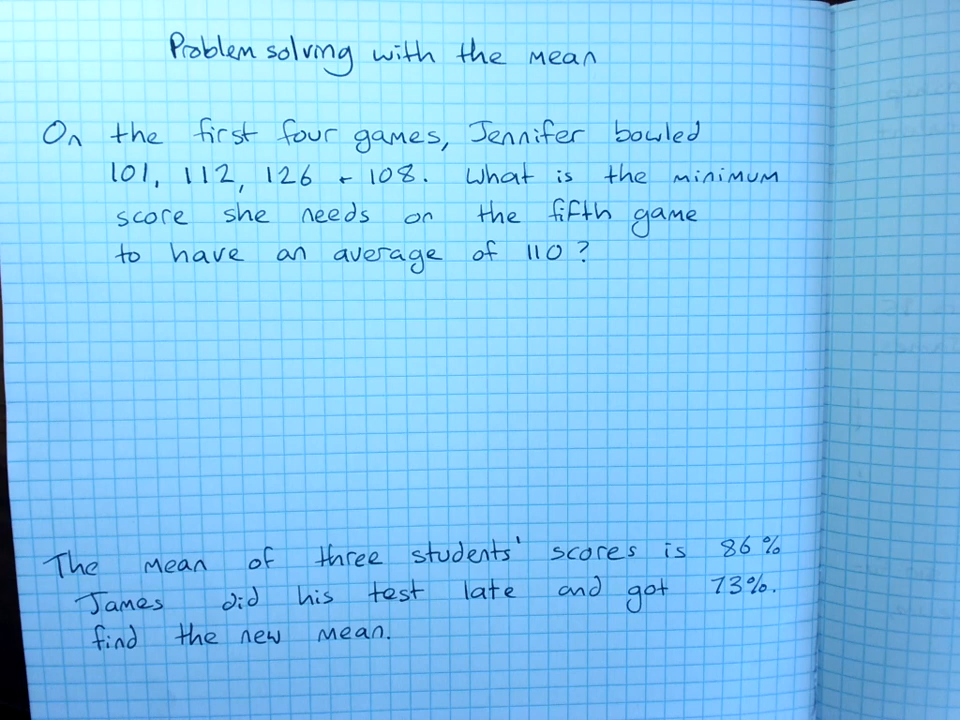 Problem solving with the mean
On the first four games, Jennifer bowled
101, 112, 126 + 108. What is the minimum
score she needs on the fifth game
to have an average of 110?
The mean of three students' scores is 86%
James did his test late and got 73%.
find the new mean.